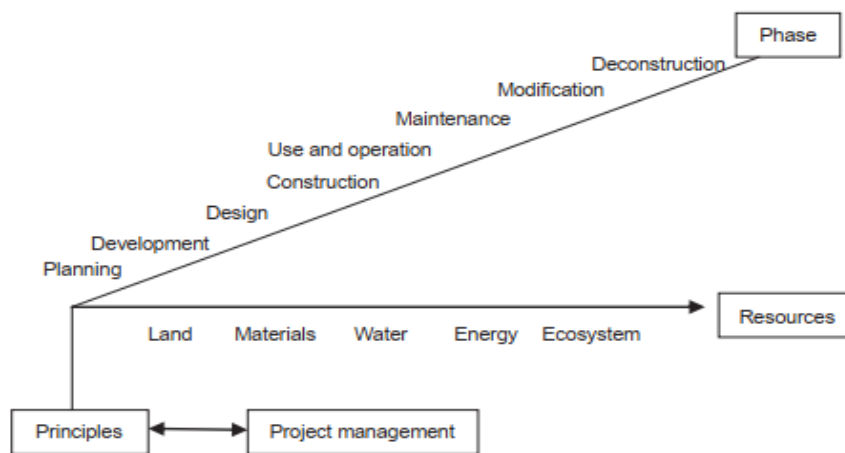 Phase
Deconstruction
Modification
Maintenance
Use and operation
Construction
Design
Development
Planning
Land Materials Water Energy Ecosystem
Resources
Principles
Project management